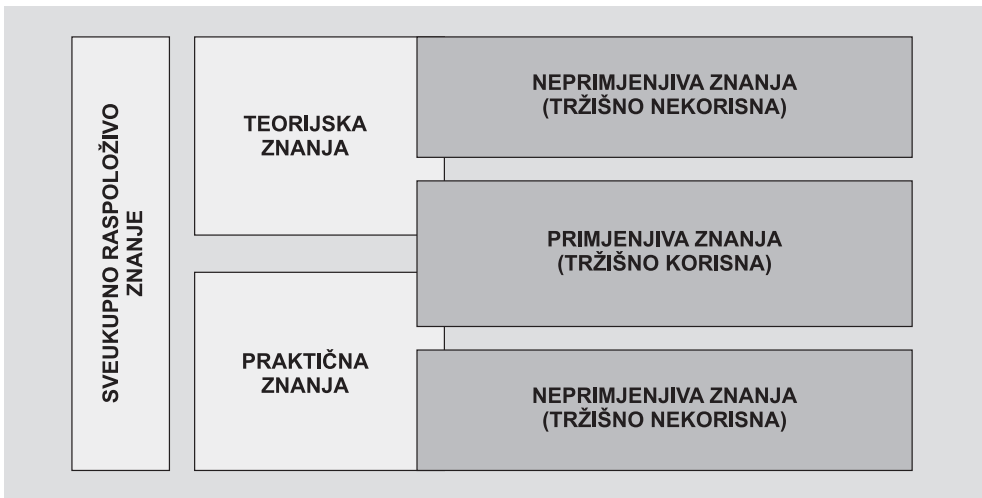 SVEUKUPNO RASPOLOŽIVO
ZNANJE
TEORIJSKA
ZNANJA
PRAKTIČNA
ZNANJA
NEPRIMJENJIVA ZNANJA
(TRŽIŠNO NEKORISNA)
PRIMJENJIVA ZNANJA
(TRŽIŠNO KORISNA)
NEPRIMJENJIVA ZNANJA
(TRŽIŠNO NEKORISNA)